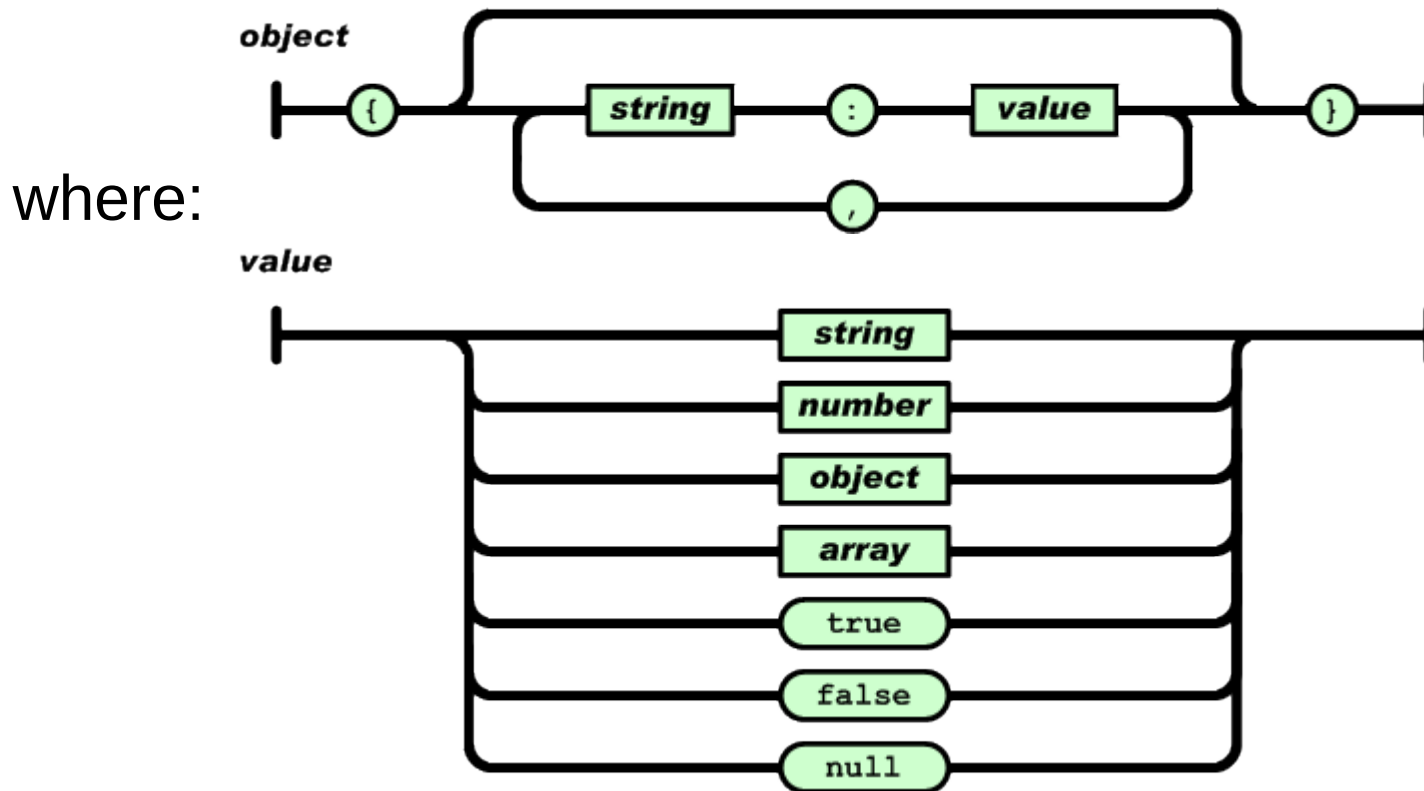 object
{ string : value }
,
where:
value
string
number
object
array
true
false
null